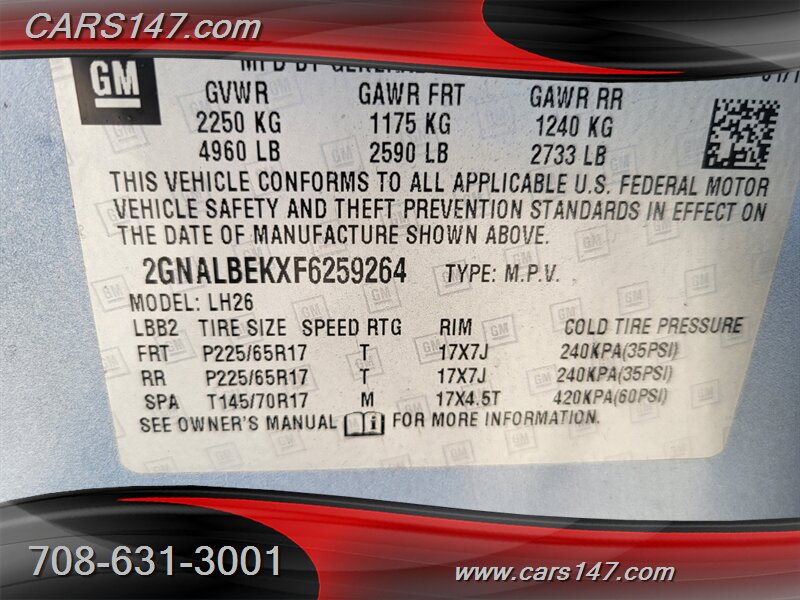 CARS147.com
GM
MFD BY
GVWR GAWR FRT GAWR RR
2250 KG 1175 KG 1240 KG
4960 LB 2590 LB 2733 LB
THIS VEHICLE CONFORMS TO ALL APPLICABLE U.S. FEDERAL MOTOR
VEHICLE SAFETY AND THEFT PREVENTION STANDARDS IN EFFECT ON
THE DATE OF MANUFACTURE SHOWN ABOVE.
2GNALBEKXF6259264 TYPE: M.P.V.
MODEL: LH26
LBB2 TIRE SIZE SPEED RTG RIM COLD TIRE PRESSURE
FRT P225/65R17 T 17X7J 240KPA(35PSI)
RR P225/65R17 T 17X7J 240KPA(35PSI)
SPA T145/70R17 M 17X4.5T 420KPA(60PSI)
SEE OWNER'S MANUAL i FOR MORE INFORMATION.
708-631-3001
www.cars147.com